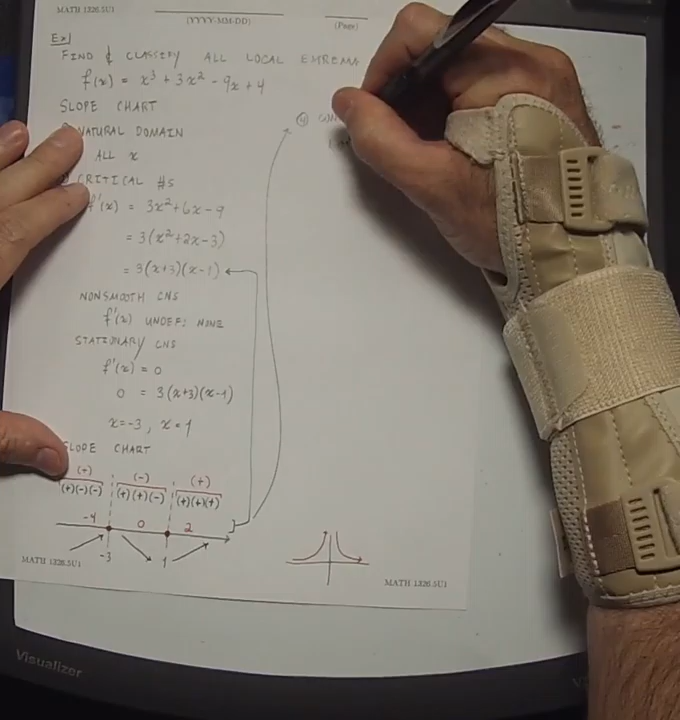 MATH 1326.5U1
(YYYY-MM-DD)
(Page)
Ex1
FIND & CLASSIFY ALL LOCAL EXTREMA
f(x) = x³ + 3x² - 9x + 4
SLOPE CHART
NATURAL DOMAIN
ALL x
CRITICAL #S
f'(x) = 3x² + 6x - 9
= 3(x² + 2x - 3)
= 3(x+3)(x-1)
NONSMOOTH CNS
f'(x) UNDEF: NONE
STATIONARY CNS
f'(x) = 0
0 = 3(x+3)(x-1)
x = -3, x = 1
SLOPE CHART
(+) (-) (+)
(+)(-)(-) (+)(+)(-) (+)(+)(+)
-4 0 2
-3 1
MATH 1326.5U1
④
MATH 1326.5U1
Visualizer